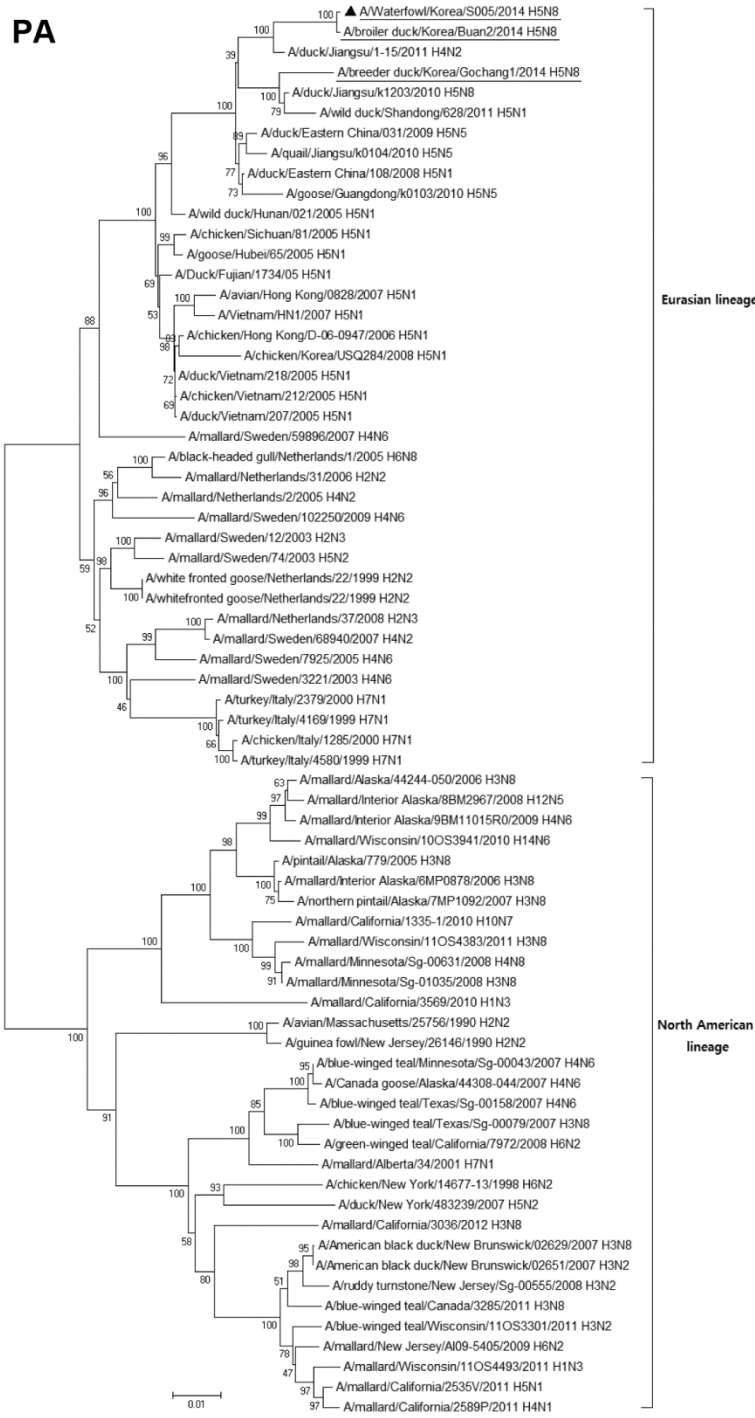 PA
100
▲ A/Waterfowl/Korea/S005/2014 H5N8
A/broiler duck/Korea/Buan2/2014 H5N8
100
39
A/duck/Jiangsu/1-15/2011 H4N2
A/breeder duck/Korea/Gochang1/2014 H5N8
100
A/duck/Jiangsu/k1203/2010 H5N8
100
79
A/wild duck/Shandong/628/2011 H5N1
89
A/duck/Eastern China/031/2009 H5N5
A/quail/Jiangsu/k0104/2010 H5N5
96
77
A/duck/Eastern China/108/2008 H5N1
73
A/goose/Guangdong/k0103/2010 H5N5
100
A/wild duck/Hunan/021/2005 H5N1
99
A/chicken/Sichuan/81/2005 H5N1
A/goose/Hubei/65/2005 H5N1
69
A/Duck/Fujian/1734/05 H5N1
100
A/avian/Hong Kong/0828/2007 H5N1
Eurasian lineage
53
A/Vietnam/HN1/2007 H5N1
88
A/chicken/Hong Kong/D-06-0947/2006 H5N1
98
A/chicken/Korea/USQ284/2008 H5N1
72
A/duck/Vietnam/218/2005 H5N1
69
A/chicken/Vietnam/212/2005 H5N1
A/duck/Vietnam/207/2005 H5N1
A/mallard/Sweden/59896/2007 H4N6
100
A/black-headed gull/Netherlands/1/2005 H6N8
56
A/mallard/Netherlands/31/2006 H2N2
96
A/mallard/Netherlands/2/2005 H4N2
A/mallard/Sweden/102250/2009 H4N6
100
A/mallard/Sweden/12/2003 H2N3
59
98
A/mallard/Sweden/74/2003 H5N2
A/white fronted goose/Netherlands/22/1999 H2N2
100
A/whitefronted goose/Netherlands/22/1999 H2N2
52
100
A/mallard/Netherlands/37/2008 H2N3
99
A/mallard/Sweden/68940/2007 H4N2
A/mallard/Sweden/7925/2005 H4N6
100
A/mallard/Sweden/3221/2003 H4N6
46
A/turkey/Italy/2379/2000 H7N1
100
A/turkey/Italy/4169/1999 H7N1
66
A/chicken/Italy/1285/2000 H7N1
100
A/turkey/Italy/4580/1999 H7N1
63
A/mallard/Alaska/44244-050/2006 H3N8
97
A/mallard/Interior Alaska/8BM2967/2008 H12N5
99
A/mallard/Interior Alaska/9BM11015R0/2009 H4N6
98
A/mallard/Wisconsin/10OS3941/2010 H14N6
A/pintail/Alaska/779/2005 H3N8
100
100
A/mallard/Interior Alaska/6MP0878/2006 H3N8
75
A/northern pintail/Alaska/7MP1092/2007 H3N8
A/mallard/California/1335-1/2010 H10N7
100
100
A/mallard/Wisconsin/11OS4383/2011 H3N8
99
A/mallard/Minnesota/Sg-00631/2008 H4N8
91
A/mallard/Minnesota/Sg-01035/2008 H3N8
A/mallard/California/3569/2010 H1N3
100
100
A/avian/Massachusetts/25756/1990 H2N2
North American
lineage
A/guinea fowl/New Jersey/26146/1990 H2N2
95
A/blue-winged teal/Minnesota/Sg-00043/2007 H4N6
91
100
A/Canada goose/Alaska/44308-044/2007 H4N6
85
A/blue-winged teal/Texas/Sg-00158/2007 H4N6
A/blue-winged teal/Texas/Sg-00079/2007 H3N8
100
100
A/green-winged teal/California/7972/2008 H6N2
A/mallard/Alberta/34/2001 H7N1
100
93
A/chicken/New York/14677-13/1998 H6N2
A/duck/New York/483239/2007 H5N2
58
A/mallard/California/3036/2012 H3N8
95
A/American black duck/New Brunswick/02629/2007 H3N8
98
A/American black duck/New Brunswick/02651/2007 H3N2
80
51
A/ruddy turnstone/New Jersey/Sg-00555/2008 H3N2
A/blue-winged teal/Canada/3285/2011 H3N8
100
A/blue-winged teal/Wisconsin/11OS3301/2011 H3N2
78
A/mallard/New Jersey/AI09-5405/2009 H6N2
47
A/mallard/Wisconsin/11OS4493/2011 H1N3
97
A/mallard/California/2535V/2011 H5N1
97
A/mallard/California/2589P/2011 H4N1
0.01